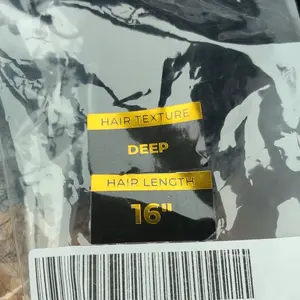 HAIR TEXTURE
DEEP
HAIR LENGTH
16"